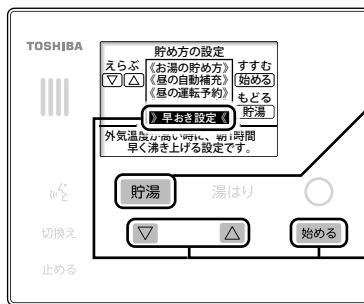 TOSHIBA
貯め方の設定
えらぶ
▽△
《お湯の貯め方》
《昼の自動補充》
《昼の運転予約》
》早おき設定《
すすむ
始める
もどる
貯湯
外気温度が高い時に、朝1時間
早く沸き上げる設定です。
貯湯
湯はり
切換え
▽
△
始める
止める